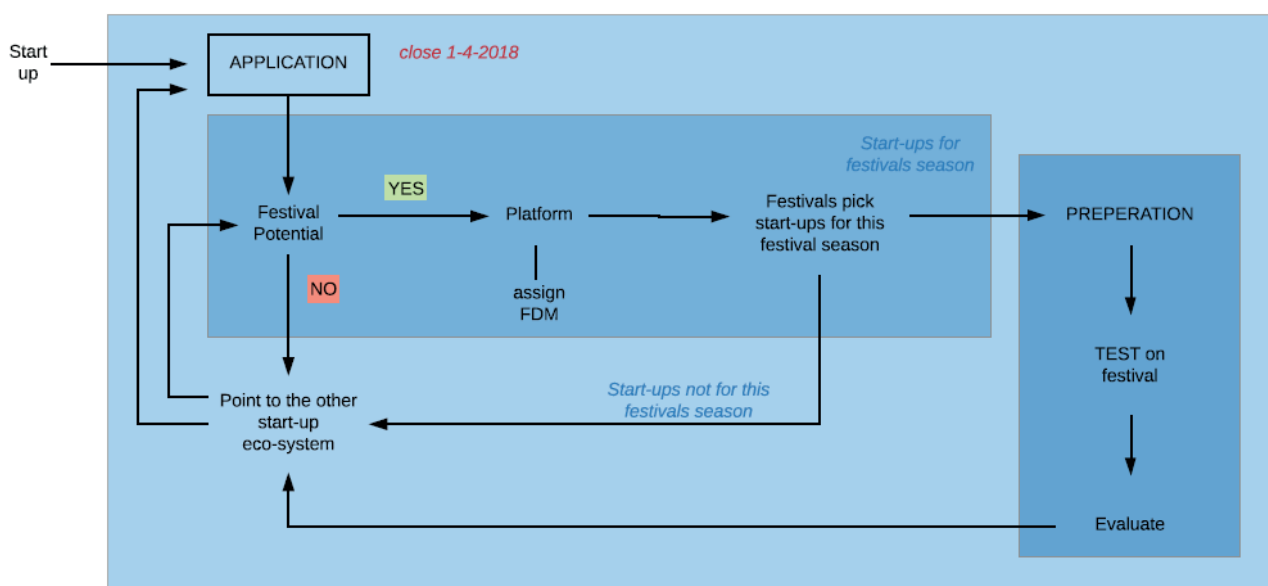 Start
up
APPLICATION
close 1-4-2018
Start-ups for
festivals season
YES
Festival
Potential
Platform
Festivals pick
start-ups for this
festival season
PREPERATION
NO
assign
FDM
TEST on
festival
Point to the other
start-up
eco-system
Start-ups not for this
festivals season
Evaluate